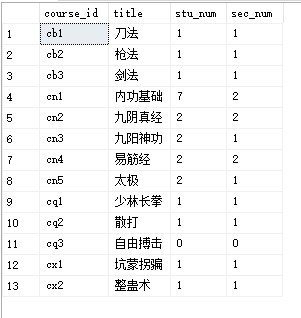 course_id title stu_num sec_num
1 cb1 刀法 1 1
2 cb2 枪法 1 1
3 cb3 剑法 1 1
4 cn1 内功基础 7 2
5 cn2 九阴真经 2 2
6 cn3 九阳神功 2 1
7 cn4 易筋经 2 2
8 cn5 太极 2 1
9 cq1 少林长拳 1 1
10 cq2 散打 1 1
11 cq3 自由搏击 0 0
12 cx1 坑蒙拐骗 1 1
13 cx2 整蛊术 1 1